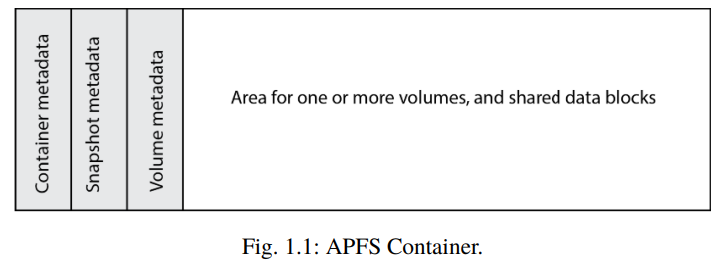 Container metadata
Snapshot metadata
Volume metadata
Area for one or more volumes, and shared data blocks
Fig. 1.1: APFS Container.